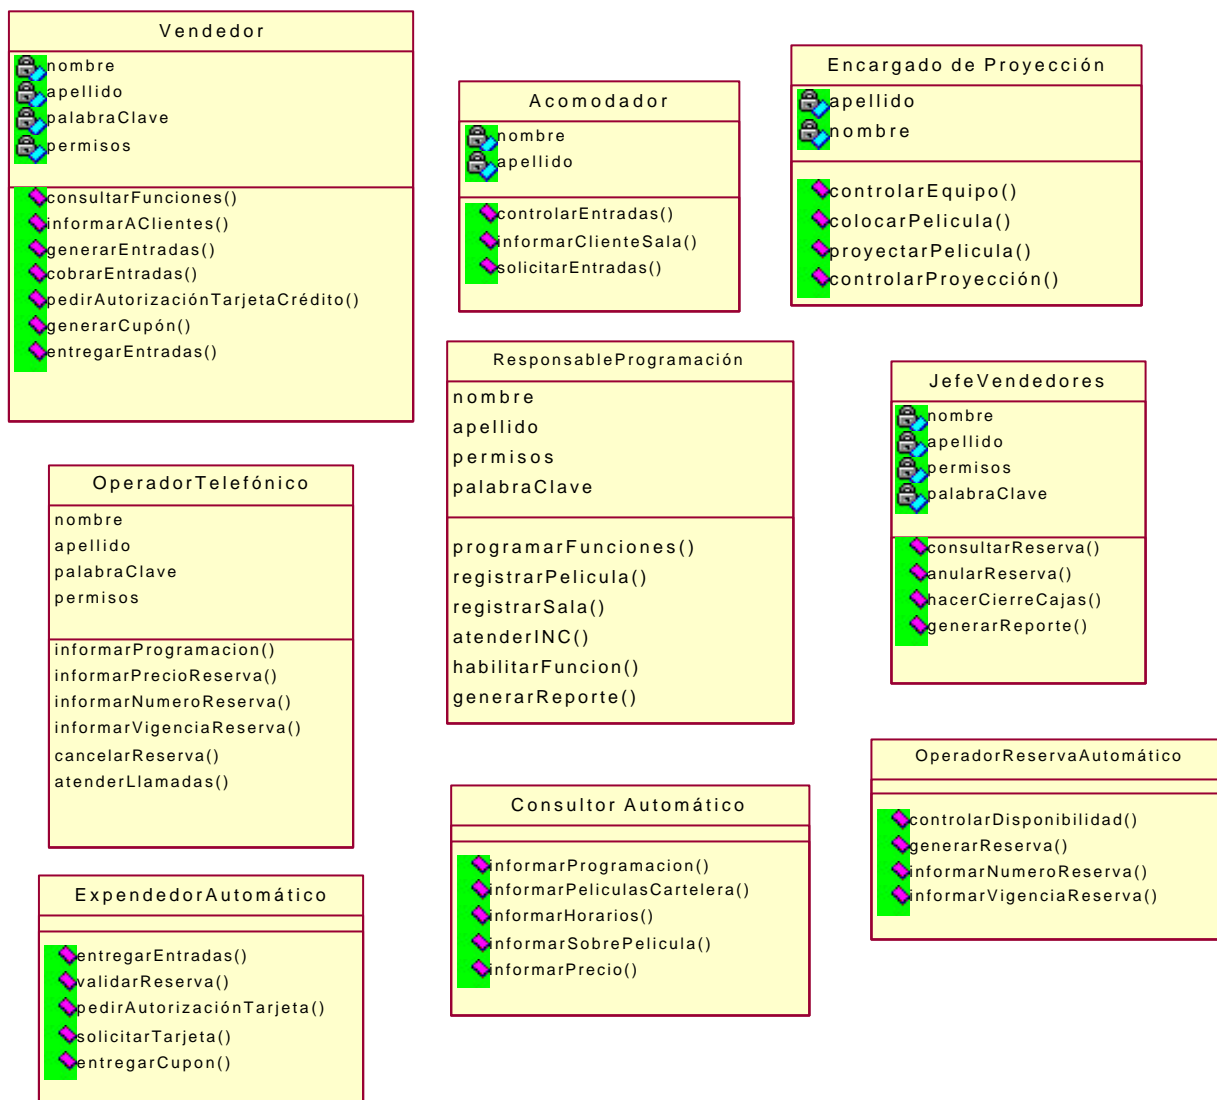 Vendedor
nombre
apellido
palabraClave
permisos
consultarFunciones()
informarAClientes()
generarEntradas()
cobrarEntradas()
pedirAutorizaciónTarjetaCrédito()
generarCupón()
entregarEntradas()
Acomodador
nombre
apellido
controlarEntradas()
informarClienteSala()
solicitarEntradas()
Encargado de Proyección
apellido
nombre
controlarEquipo()
colocarPelicula()
proyectarPelicula()
controlarProyección()
ResponsableProgramación
nombre
apellido
permisos
palabraClave
programarFunciones()
registrarPelicula()
registrarSala()
atenderINC()
habilitarFuncion()
generarReporte()
JefeVendedores
nombre
apellido
permisos
palabraClave
consultarReserva()
anularReserva()
hacerCierreCajas()
generarReporte()
OperadorTelefónico
nombre
apellido
palabraClave
permisos
informarProgramacion()
informarPrecioReserva()
informarNumeroReserva()
informarVigenciaReserva()
cancelarReserva()
atenderLlamadas()
OperadorReservaAutomático
controlarDisponibilidad()
generarReserva()
informarNumeroReserva()
informarVigenciaReserva()
Consultor Automático
informarProgramacion()
informarPeliculasCartelera()
informarHorarios()
informarSobrePelicula()
informarPrecio()
ExpendedorAutomático
entregarEntradas()
validarReserva()
pedirAutorizaciónTarjeta()
solicitarTarjeta()
entregarCupon()